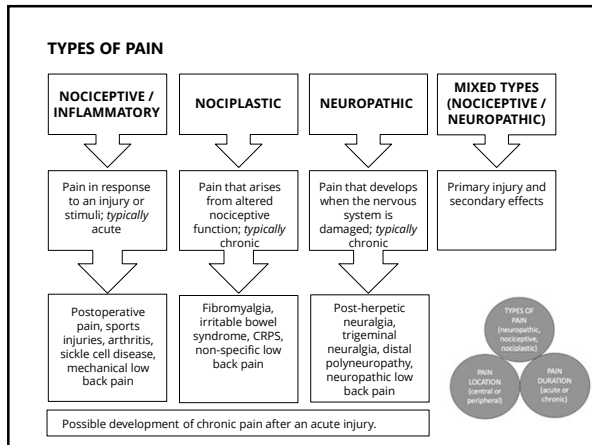 TYPES OF PAIN
NOCICEPTIVE /
INFLAMMATORY
Pain in response
to an injury or
stimuli; typically
acute
Postoperative
pain, sports
injuries, arthritis,
sickle cell disease,
mechanical low
back pain
NOCIPLASTIC
Pain that arises
from altered
nociceptive
function; typically
chronic
Fibromyalgia,
irritable bowel
syndrome, CRPS,
non-specific low
back pain
NEUROPATHIC
Pain that develops
when the nervous
system is
damaged; typically
chronic
Post-herpetic
neuralgia,
trigeminal
neuralgia, distal
polyneuropathy,
neuropathic low
back pain
MIXED TYPES
(NOCICEPTIVE /
NEUROPATHIC)
Primary injury and
secondary effects
TYPES OF
PAIN
(neuropathic,
nociceptive,
nociplastic)
PAIN
LOCATION
(central or
peripheral)
PAIN
DURATION
(acute or
chronic)
Possible development of chronic pain after an acute injury.